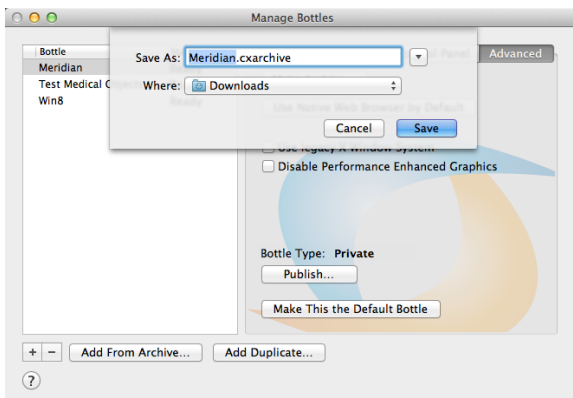 Manage Bottles
Save As: Meridian.cxarchive
Where: Downloads
Cancel Save
Bottle
Meridian
Test Medical
Win8 Ready
Panel Advanced
Use Native Web Browser by Default
Use legacy X Window System
Disable Performance Enhanced Graphics
Bottle Type: Private
Publish...
Make This the Default Bottle
+ - Add From Archive... Add Duplicate...
?